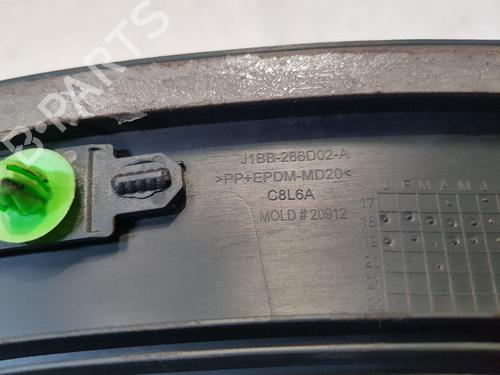 B-PARTS
J1BB-286D02-A
>PP+EPDM-MD20<
C8L6A
MOLD # 20912
J F M A M J
17
18
19
20
21
22